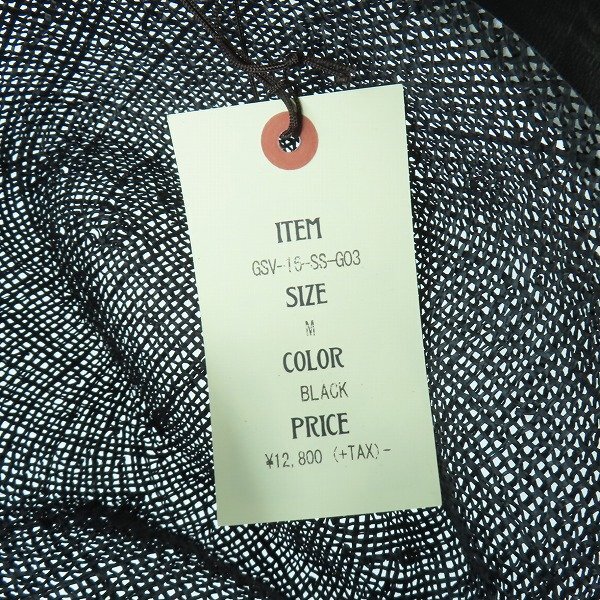 ITEM
GSV-15-SS-G03
SIZE
M
COLOR
BLACK
PRICE
¥12,800 (+TAX)-